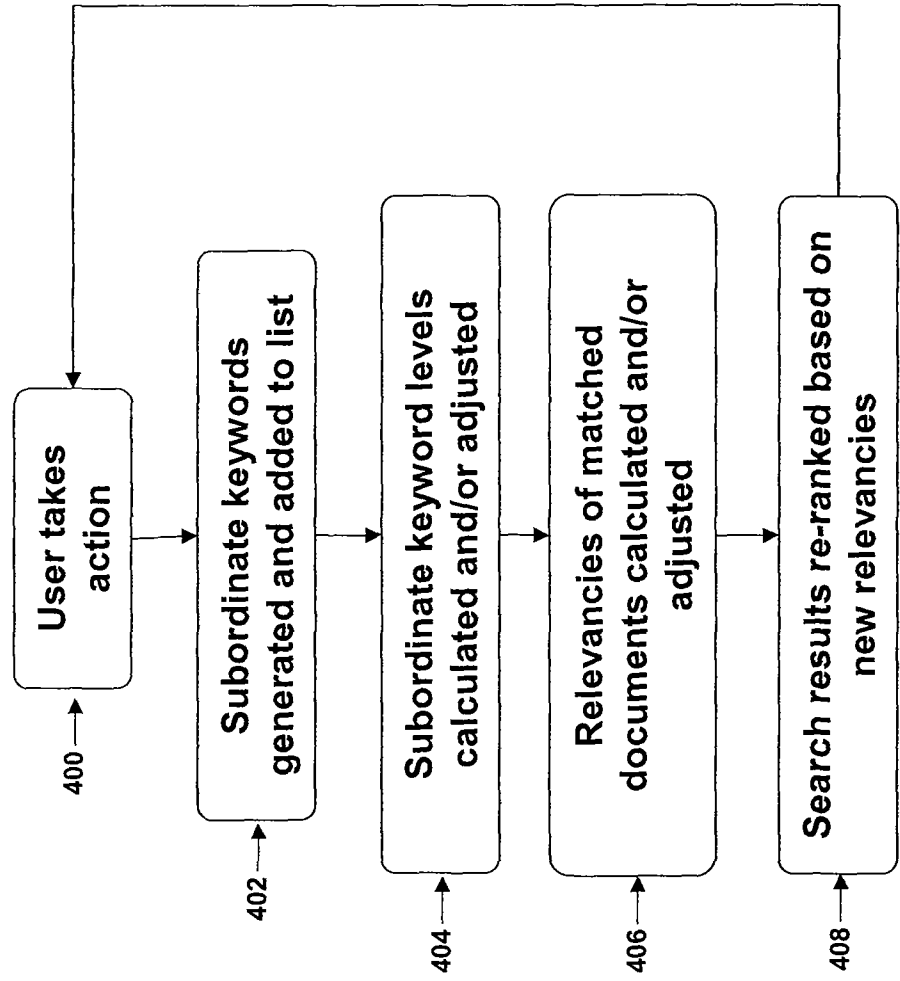 400
User takes
action
402
Subordinate keywords
generated and added to list
404
Subordinate keyword levels
calculated and/or adjusted
406
Relevancies of matched
documents calculated and/or
adjusted
408
Search results re-ranked based on
new relevancies